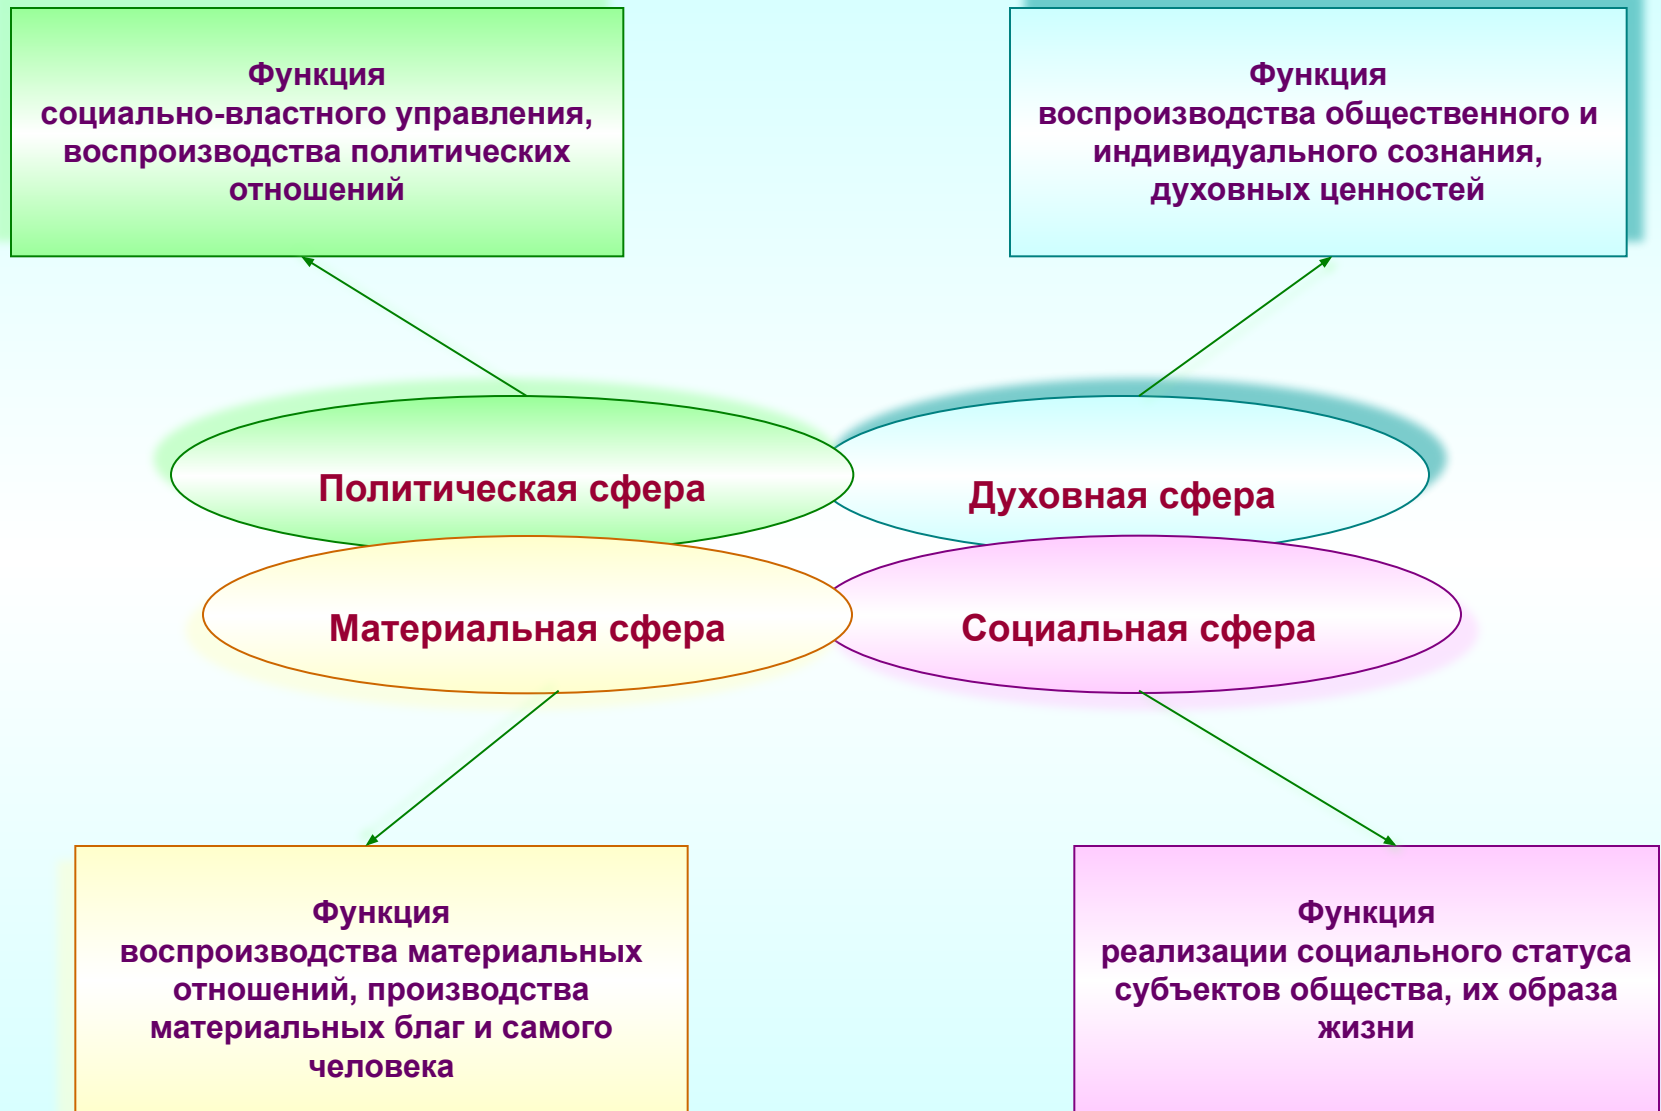 Функция
социально-властного управления,
воспроизводства политических
отношений
Функция
воспроизводства общественного и
индивидуального сознания,
духовных ценностей
Политическая сфера
Духовная сфера
Материальная сфера
Социальная сфера
Функция
воспроизводства материальных
отношений, производства
материальных благ и самого
человека
Функция
реализации социального статуса
субъектов общества, их образа
жизни